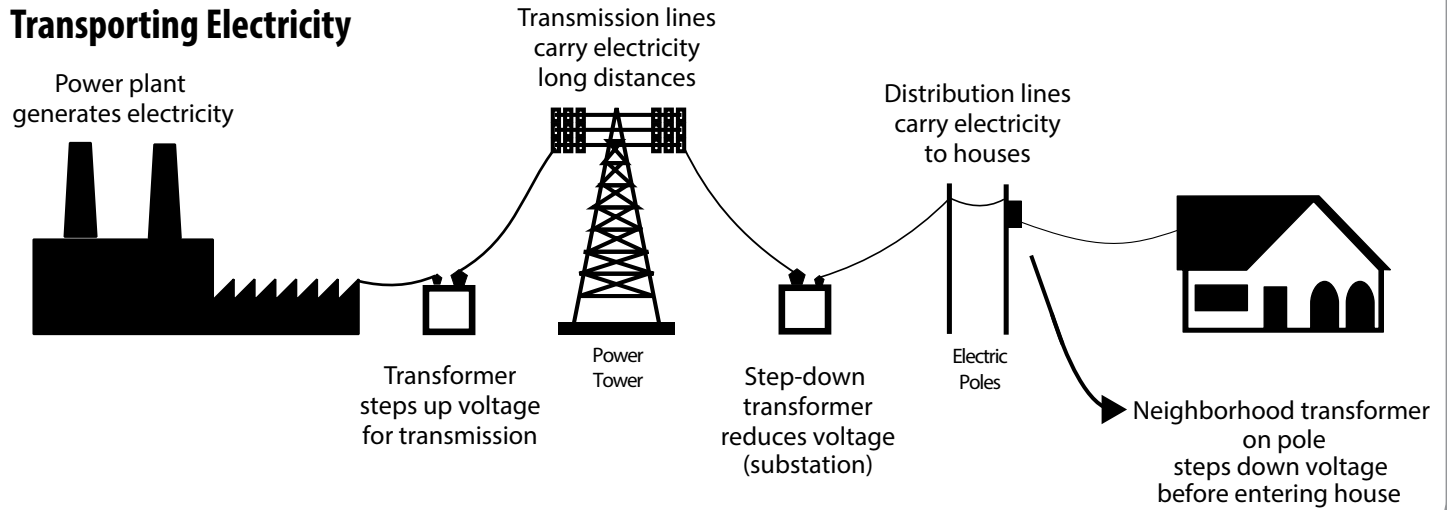 Transporting Electricity
Power plant
generates electricity
Transmission lines
carry electricity
long distances
Distribution lines
carry electricity
to houses
Transformer
steps up voltage
for transmission
Power
Tower
Step-down
transformer
reduces voltage
(substation)
Electric
Poles
Neighborhood transformer
on pole
steps down voltage
before entering house